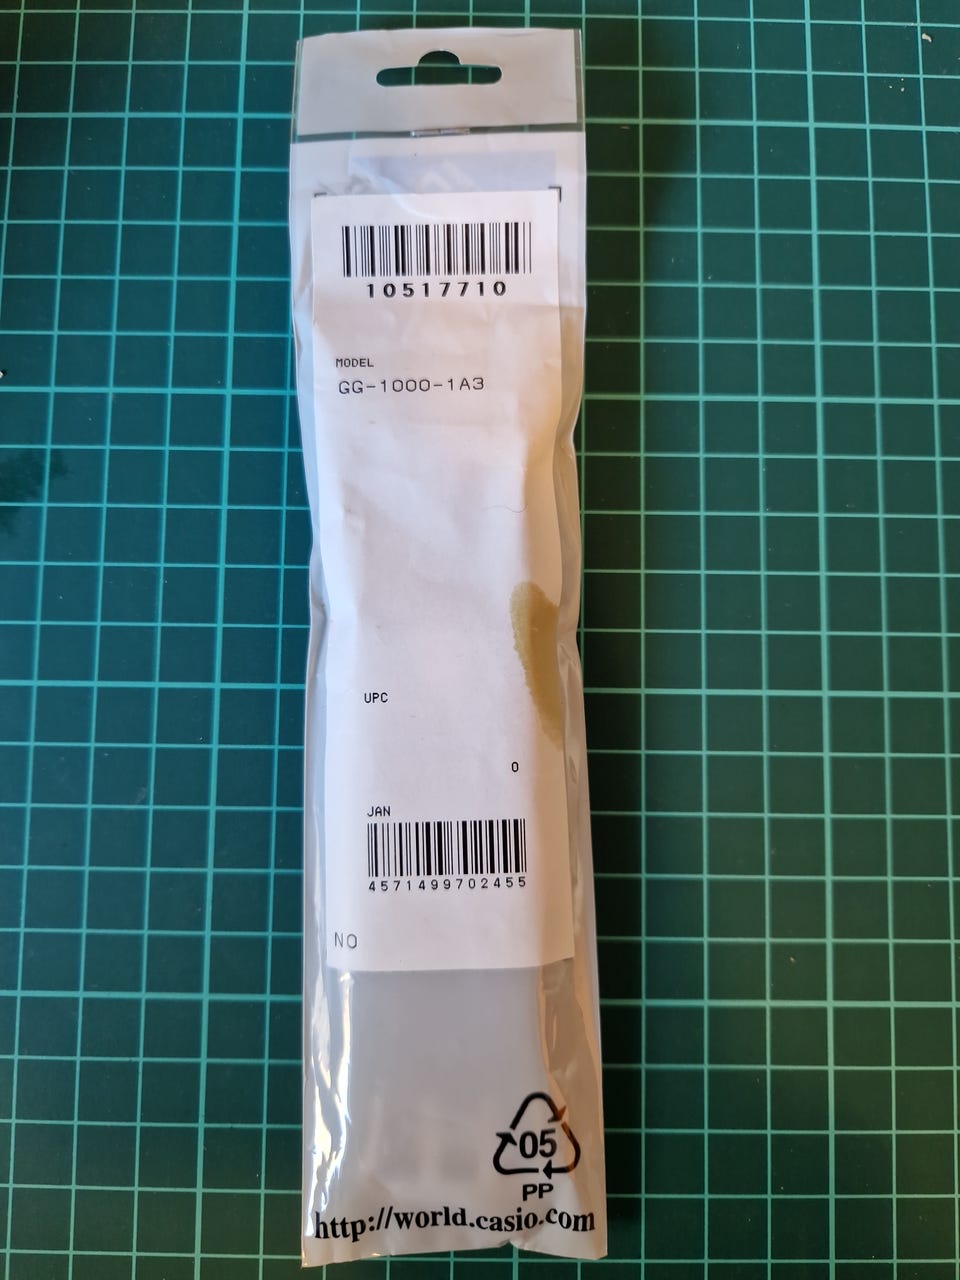 10517710
MODEL
GG-1000-1A3
UPC
0
JAN
4571499702455
NO
05
PP
http://world.casio.com